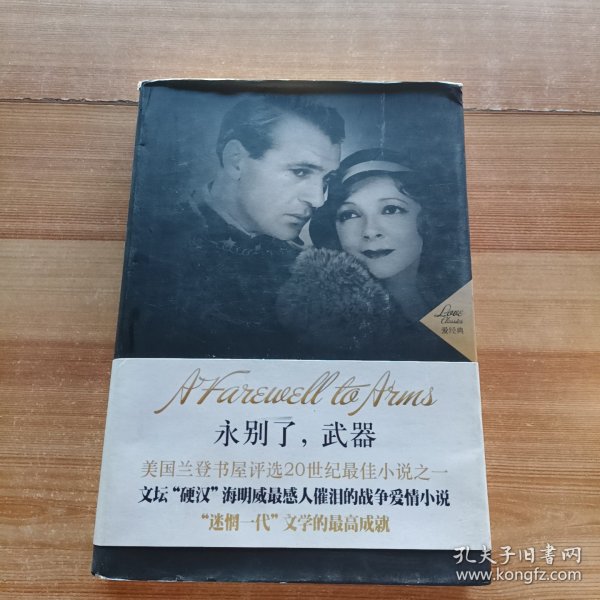 Love
Classics
爱经典
A Farewell to Arms
永别了，武器
美国兰登书屋评选20世纪最佳小说之一
文坛“硬汉”海明威最感人催泪的战争爱情小说
“迷惘一代”文学的最高成就
孔夫子旧书网
www.kongfz.com